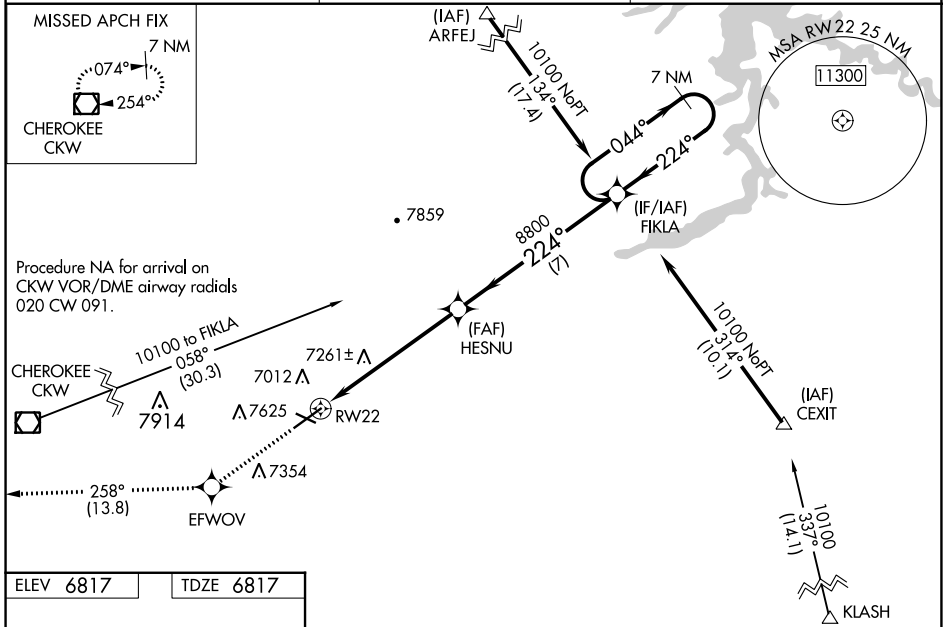 MISSED APCH FIX
7 NM
074°
254°
CHEROKEE
CKW
(IAF)
ARFEJ
10100 NoPT
134°
(17.4)
7 NM
044°
224°
(IF/IAF)
FIKLA
MSA RW22 25 NM
11300
7859
8800
224°
(7)
Procedure NA for arrival on
CKW VOR/DME airway radials
020 CW 091.
10100 to FIKLA
058°
(30.3)
CHEROKEE
CKW
7914
(FAF)
HESNU
7261±
7012
7625
RW22
7354
258°
(13.8)
EFWOV
10100 NoPT
314°
(10.1)
(IAF)
CEXIT
10100
337°
(14.1)
KLASH
ELEV 6817
TDZE 6817